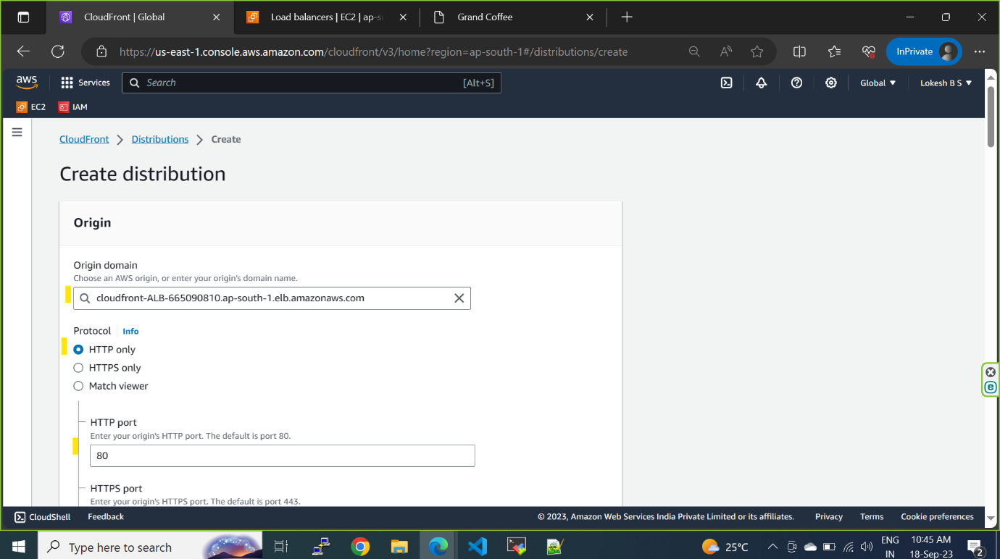 CloudFront | Global
Load balancers | EC2 | ap-so
Grand Coffee
https://us-east-1.console.aws.amazon.com/cloudfront/v3/home?region=ap-south-1#/distributions/create
InPrivate
aws
Services
Search
[Alt+S]
Global
Lokesh B S
EC2
IAM
CloudFront
Distributions
Create
Create distribution
Origin
Origin domain
Choose an AWS origin, or enter your origin's domain name.
cloudfront-ALB-665090810.ap-south-1.elb.amazonaws.com
Protocol
Info
HTTP only
HTTPS only
Match viewer
HTTP port
Enter your origin's HTTP port. The default is port 80.
80
HTTPS port
Enter your origin's HTTPS port. The default is port 443.
CloudShell
Feedback
© 2023, Amazon Web Services India Private Limited or its affiliates.
Privacy
Terms
Cookie preferences
Type here to search
25°C
ENG
IN
10:45 AM
18-Sep-23
2